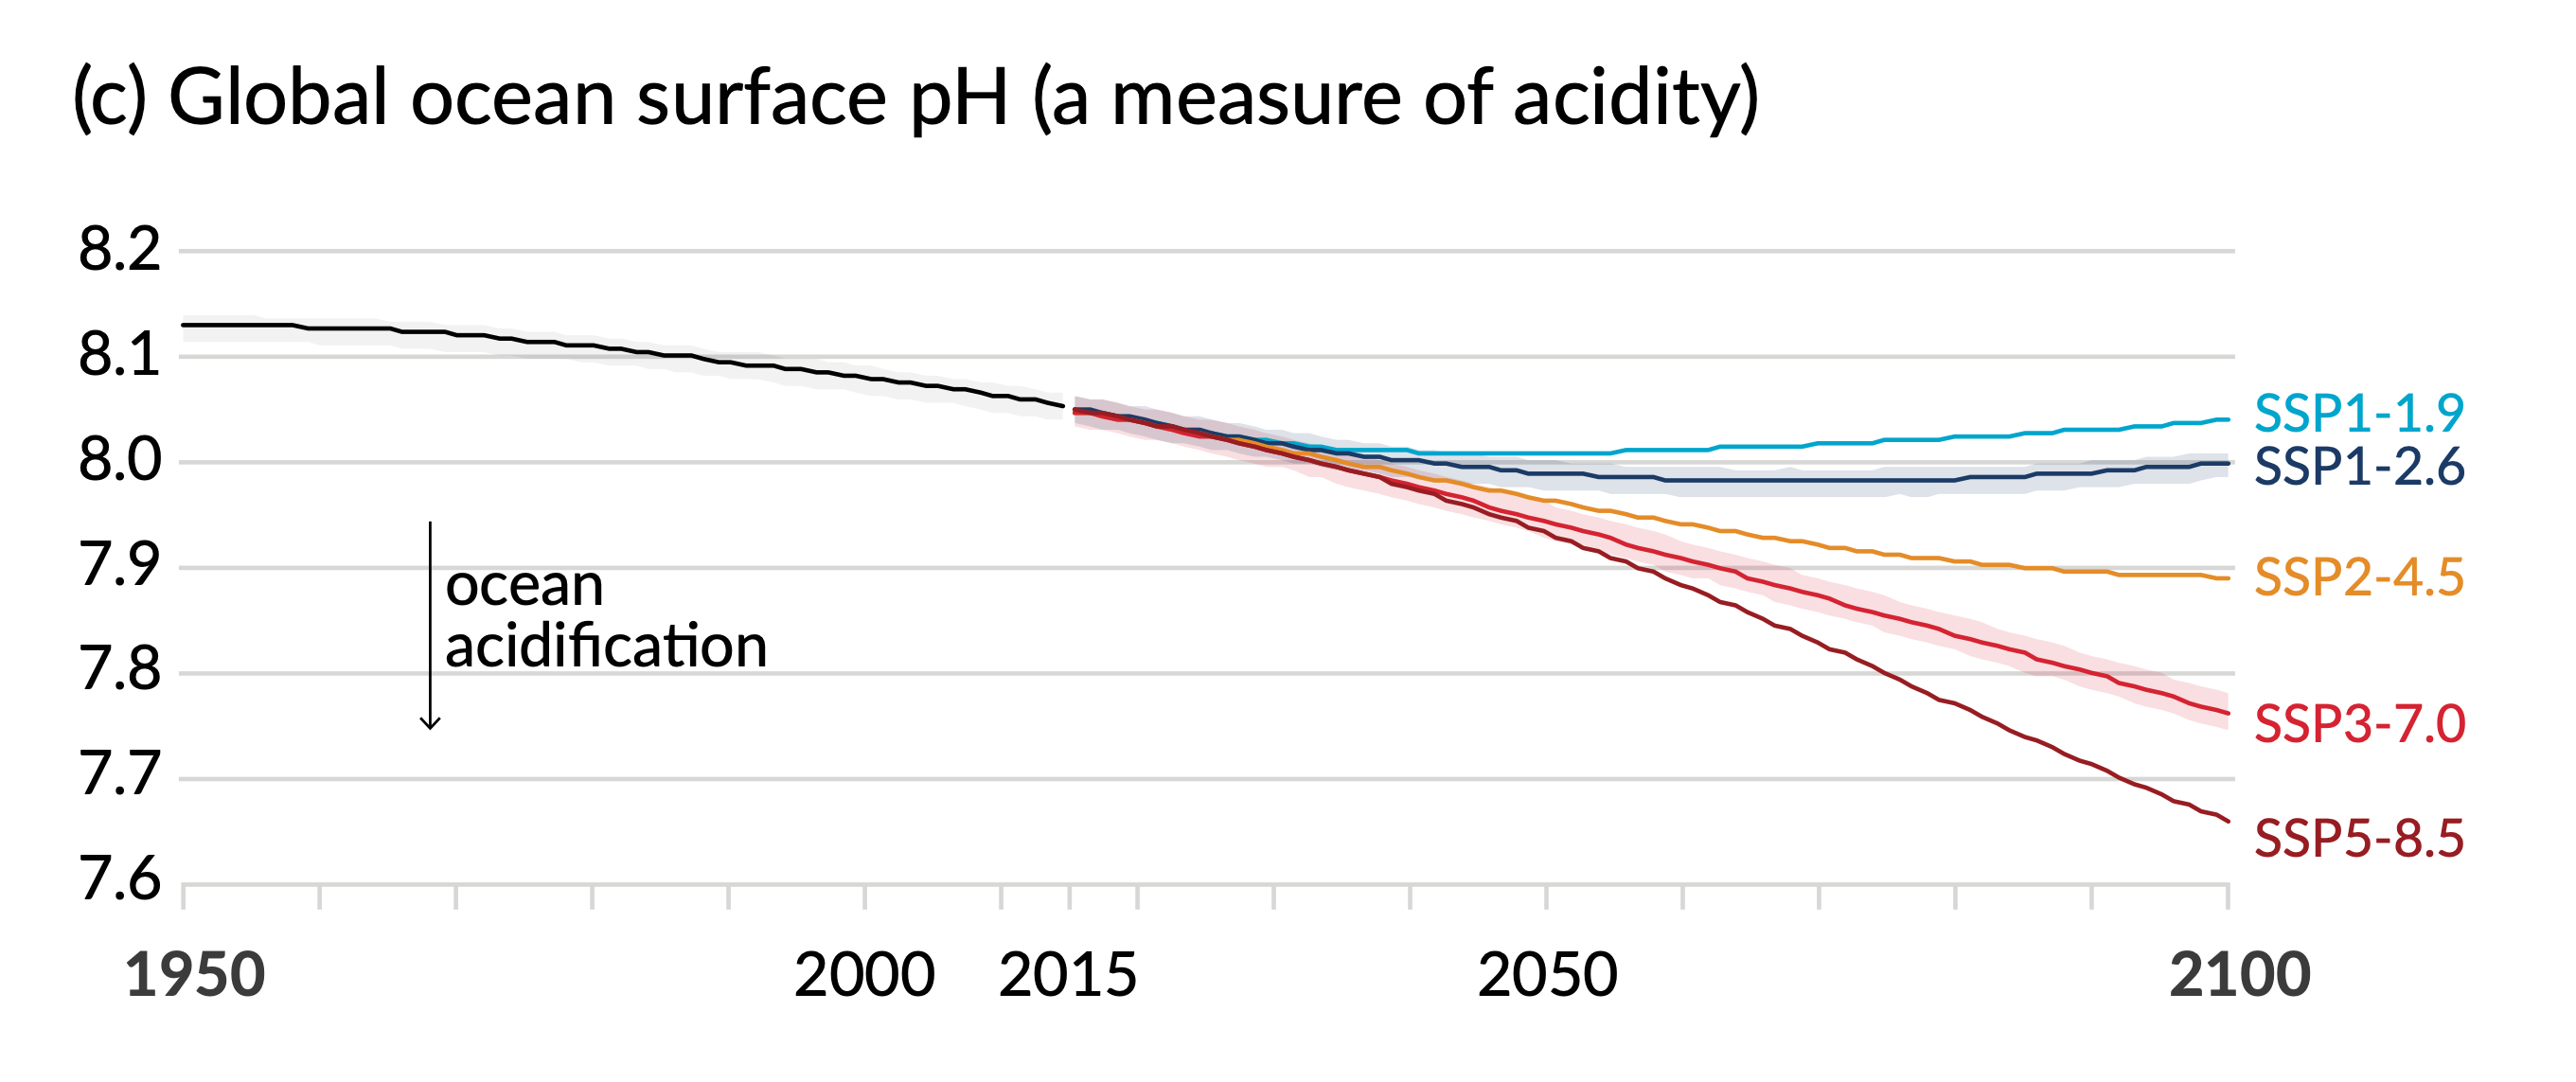 (c) Global ocean surface pH (a measure of acidity)
8.2
8.1
8.0
7.9
7.8
7.7
7.6
ocean
acidification
SSP1-1.9
SSP1-2.6
SSP2-4.5
SSP3-7.0
SSP5-8.5
1950 2000 2015 2050 2100